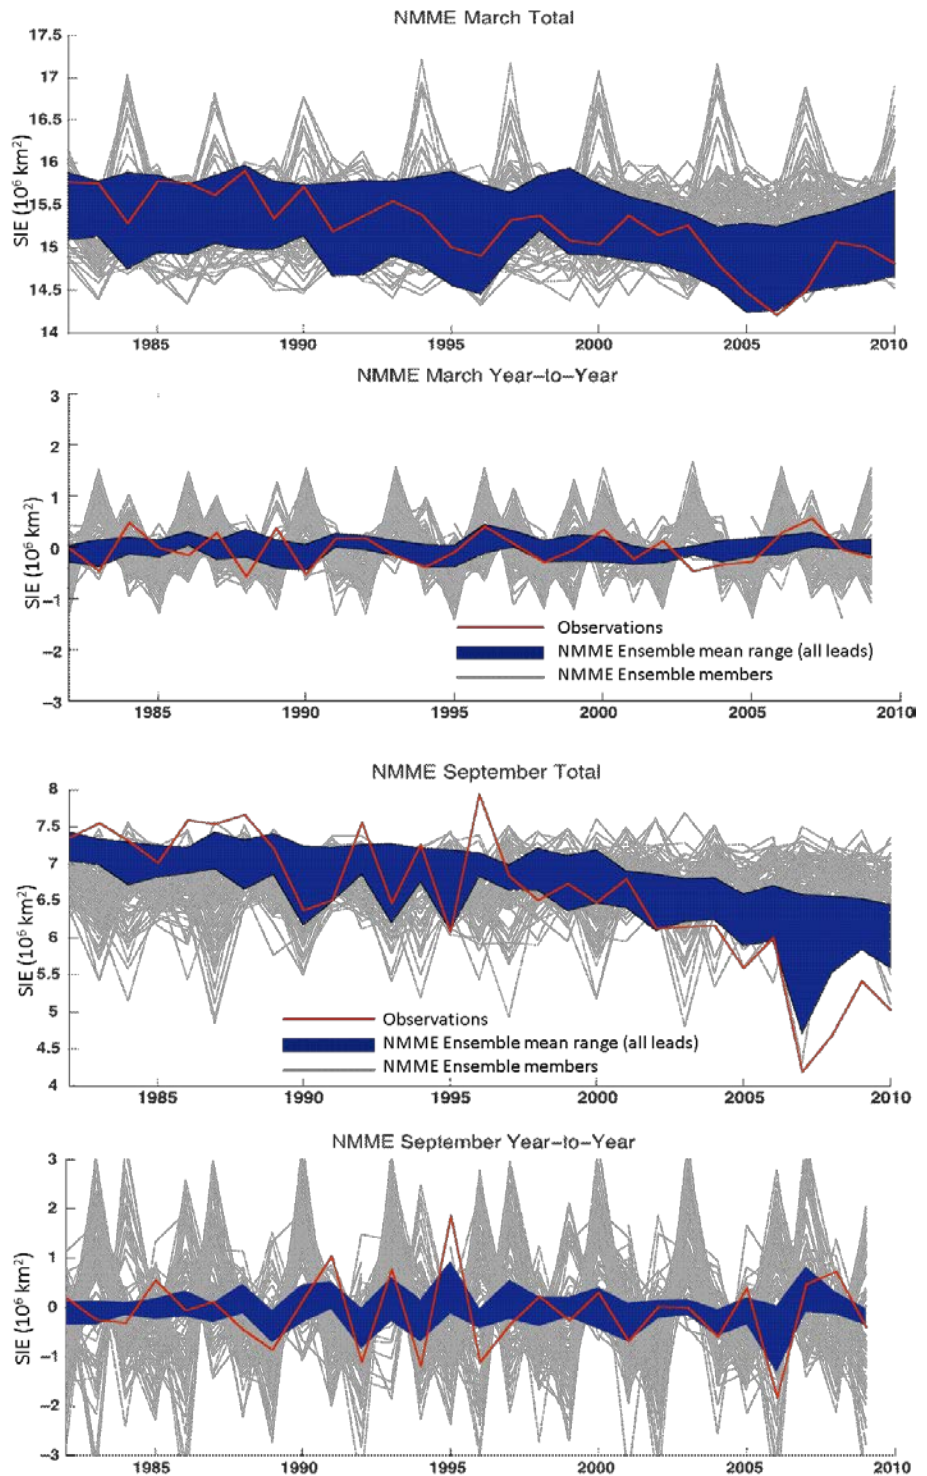 NMME March Total
17.5
17
16.5
16
15.5
15
14.5
14
SIE (10⁶ km²)
1985 1990 1995 2000 2005 2010
NMME March Year-to-Year
3
2
1
0
-1
-2
-3
SIE (10⁶ km²)
Observations
NMME Ensemble mean range (all leads)
NMME Ensemble members
1985 1990 1995 2000 2005 2010
NMME September Total
8
7.5
7
6.5
6
5.5
5
4.5
4
SIE (10⁶ km²)
Observations
NMME Ensemble mean range (all leads)
NMME Ensemble members
1985 1990 1995 2000 2005 2010
NMME September Year-to-Year
3
2
1
0
-1
-2
-3
SIE (10⁶ km²)
1985 1990 1995 2000 2005 2010